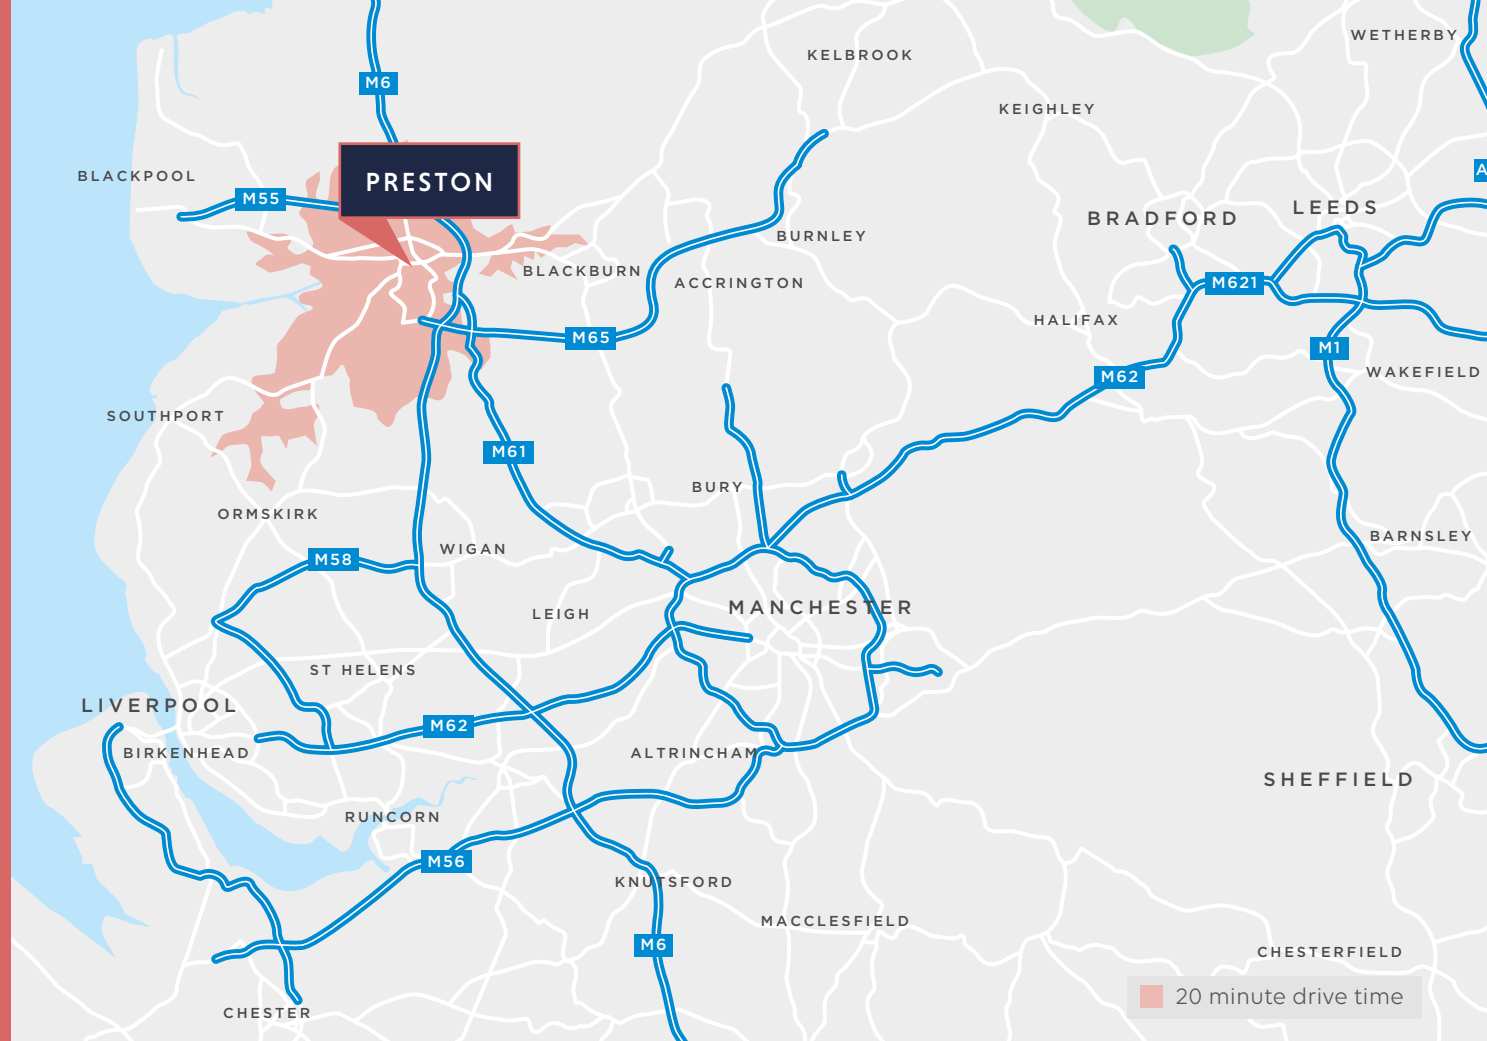 WETHERBY
KELBROOK
M6
KEIGHLEY
BLACKPOOL
PRESTON
A
M55
LEEDS
BRADFORD
BURNLEY
BLACKBURN
ACCRINGTON
M621
HALIFAX
M65
M1
WAKEFIELD
M62
SOUTHPORT
M61
BURY
ORMSKIRK
BARNSLEY
WIGAN
M58
MANCHESTER
LEIGH
ST HELENS
LIVERPOOL
M62
BIRKENHEAD
ALTRINCHAM
SHEFFIELD
RUNCORN
M56
KNUTSFORD
MACCLESFIELD
M6
CHESTERFIELD
20 minute drive time
CHESTER